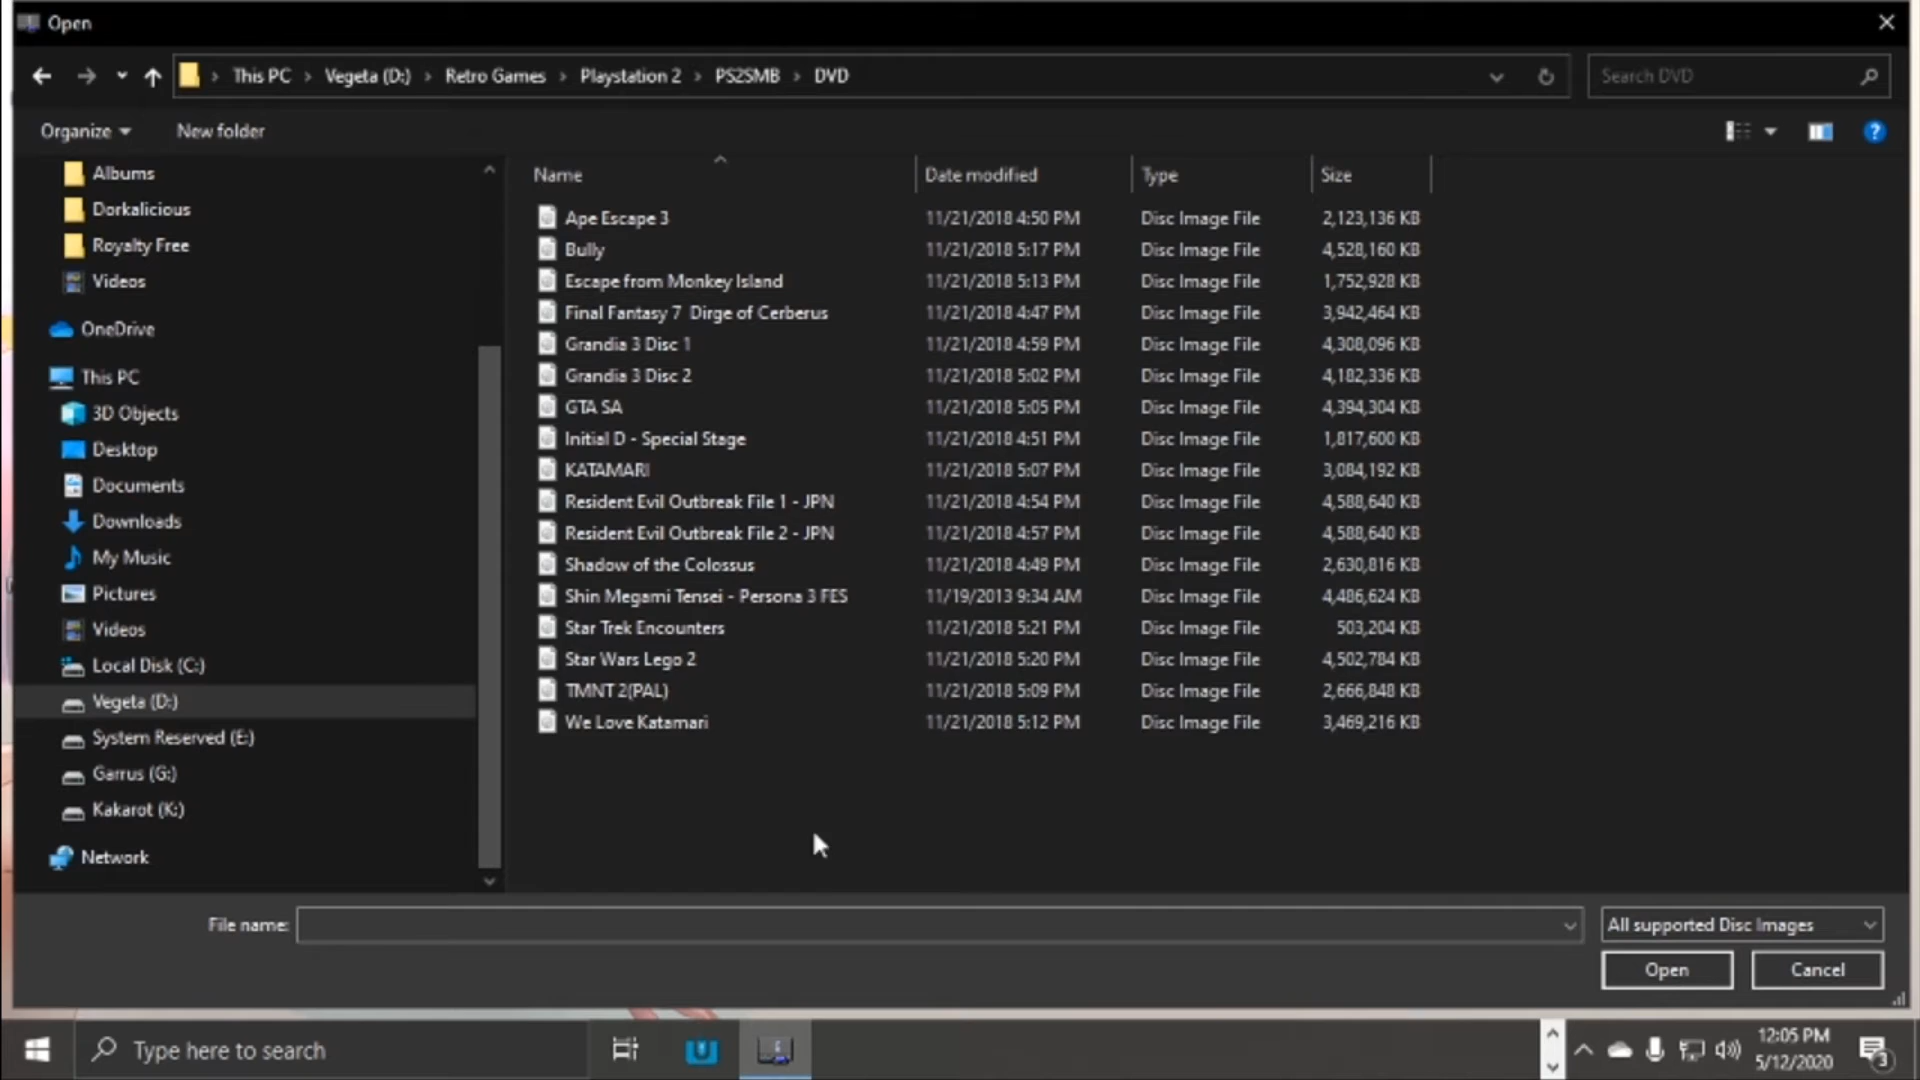 Open
This PC > Vegeta (D:) > Retro Games > Playstation 2 > PS2SMB > DVD
Search DVD
Organize
New folder
Albums
Dorkalicious
Royalty Free
Videos
OneDrive
This PC
3D Objects
Desktop
Documents
Downloads
My Music
Pictures
Videos
Local Disk (C:)
Vegeta (D:)
System Reserved (E:)
Garrus (G:)
Kakarot (K:)
Network
Name Date modified Type Size
Ape Escape 3 11/21/2018 4:50 PM Disc Image File 2,123,136 KB
Bully 11/21/2018 5:17 PM Disc Image File 4,528,160 KB
Escape from Monkey Island 11/21/2018 5:13 PM Disc Image File 1,752,928 KB
Final Fantasy 7  Dirge of Cerberus 11/21/2018 4:47 PM Disc Image File 3,942,464 KB
Grandia 3 Disc 1 11/21/2018 4:59 PM Disc Image File 4,308,096 KB
Grandia 3 Disc 2 11/21/2018 5:02 PM Disc Image File 4,182,336 KB
GTA SA 11/21/2018 5:05 PM Disc Image File 4,394,304 KB
Initial D - Special Stage 11/21/2018 4:51 PM Disc Image File 1,817,600 KB
KATAMARI 11/21/2018 5:07 PM Disc Image File 3,084,192 KB
Resident Evil Outbreak File 1 - JPN 11/21/2018 4:54 PM Disc Image File 4,588,640 KB
Resident Evil Outbreak File 2 - JPN 11/21/2018 4:57 PM Disc Image File 4,588,640 KB
Shadow of the Colossus 11/21/2018 4:49 PM Disc Image File 2,630,816 KB
Shin Megami Tensei - Persona 3 FES 11/19/2013 9:34 AM Disc Image File 4,486,624 KB
Star Trek Encounters 11/21/2018 5:21 PM Disc Image File 503,204 KB
Star Wars Lego 2 11/21/2018 5:20 PM Disc Image File 4,502,784 KB
TMNT 2(PAL) 11/21/2018 5:09 PM Disc Image File 2,666,848 KB
We Love Katamari 11/21/2018 5:12 PM Disc Image File 3,469,216 KB
File name:
All supported Disc Images
Open
Cancel
Type here to search
12:05 PM
5/12/2020
3